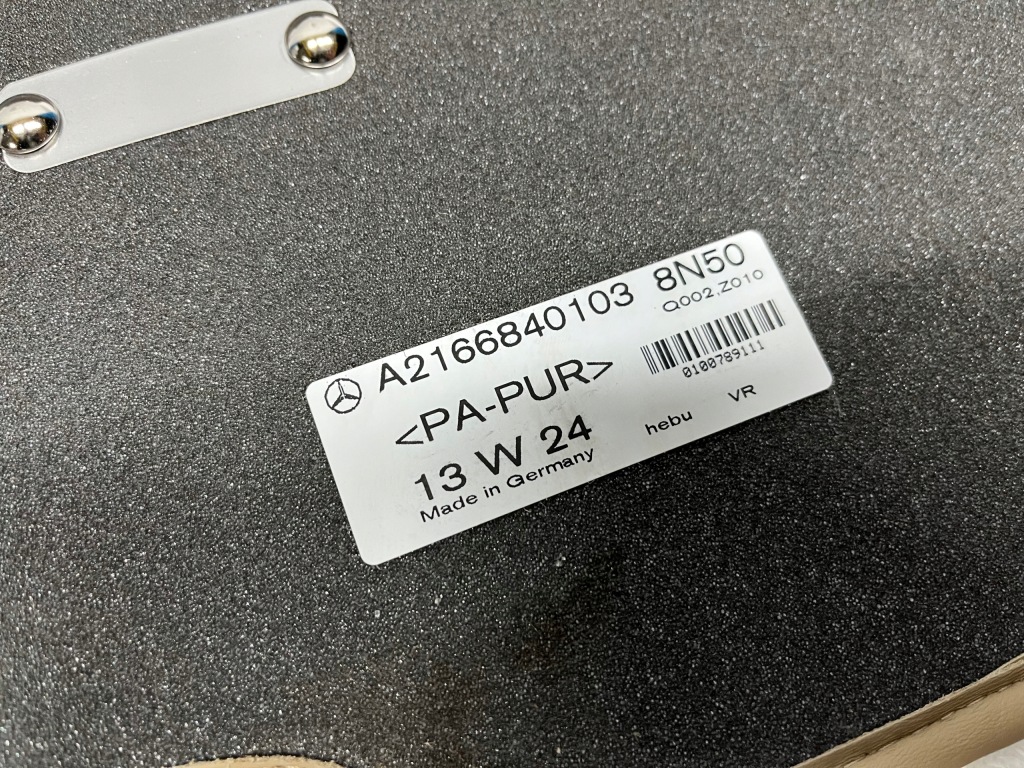 A2166840103 8N50
Q002,Z010
<PA-PUR>
0100789111
13 W 24
hebu VR
Made in Germany